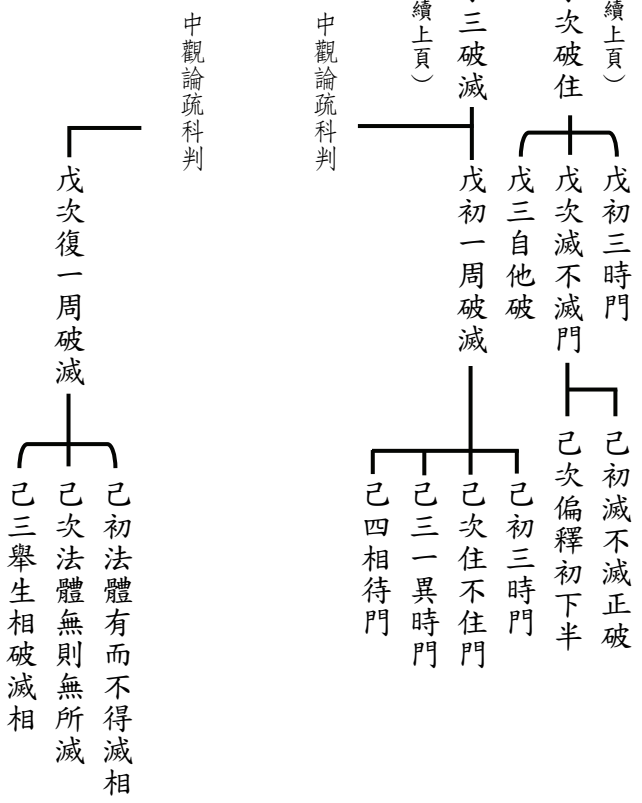 續上頁）
次破住
戊初三時門
戊次滅不滅門
戊三自他破
己初滅不滅正破
己次偏釋初下半
續上頁）
三破滅
戊初一周破滅
己初三時門
己次住不住門
己三一異時門
己四相待門
中觀論疏科判
中觀論疏科判
戊次復一周破滅
己初法體有而不得滅相
己次法體無則無所滅
己三舉生相破滅相